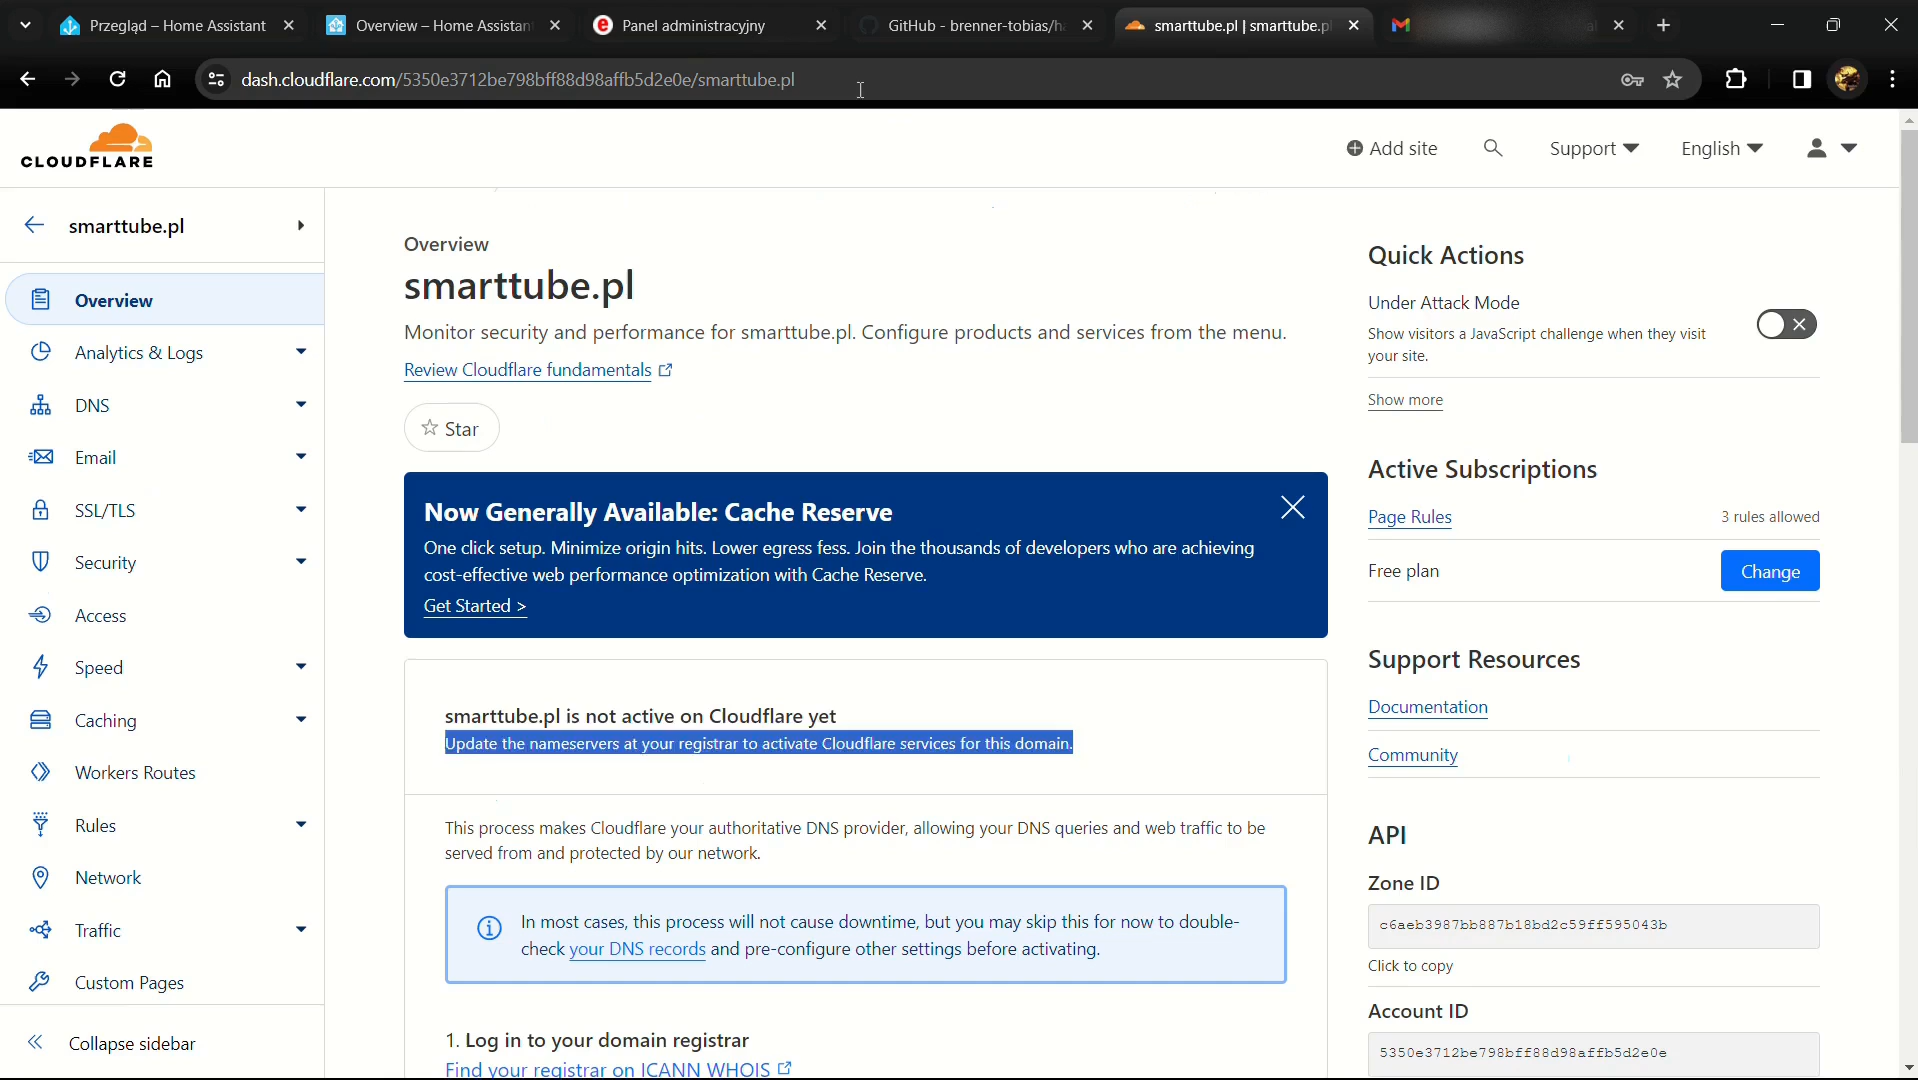 Przegląd – Home Assistant
Overview – Home Assistan
Panel administracyjny
GitHub - brenner-tobias/ha
smarttube.pl | smarttube.pl
dash.cloudflare.com/5350e3712be798bff88d98affb5d2e0e/smarttube.pl
CLOUDFLARE
Add site
Support
English
smarttube.pl
Overview
Analytics & Logs
DNS
Email
SSL/TLS
Security
Access
Speed
Caching
Workers Routes
Rules
Network
Traffic
Custom Pages
Collapse sidebar
Overview
smarttube.pl
Monitor security and performance for smarttube.pl. Configure products and services from the menu.
Review Cloudflare fundamentals
Star
Now Generally Available: Cache Reserve
One click setup. Minimize origin hits. Lower egress fess. Join the thousands of developers who are achieving
cost-effective web performance optimization with Cache Reserve.
Get Started >
smarttube.pl is not active on Cloudflare yet
Update the nameservers at your registrar to activate Cloudflare services for this domain.
This process makes Cloudflare your authoritative DNS provider, allowing your DNS queries and web traffic to be
served from and protected by our network.
In most cases, this process will not cause downtime, but you may skip this for now to double-
check your DNS records and pre-configure other settings before activating.
1. Log in to your domain registrar
Find your registrar on ICANN WHOIS
Quick Actions
Under Attack Mode
Show visitors a JavaScript challenge when they visit
your site.
Show more
Active Subscriptions
Page Rules
3 rules allowed
Free plan
Change
Support Resources
Documentation
Community
API
Zone ID
c6aeb3987bb887b18bd2c59ff595043b
Click to copy
Account ID
5350e3712be798bff88d98affb5d2e0e